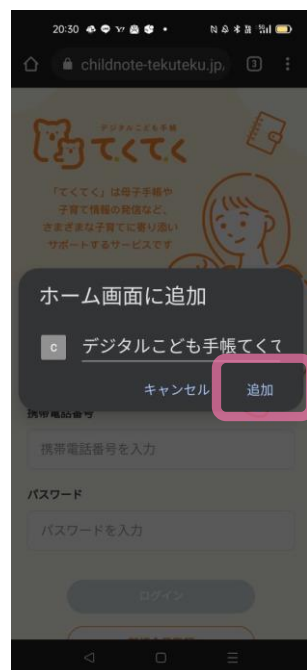 20:30
childnote-tekuteku.jp,
3
デジタルこども手帳
てくてく
「てくてく」は母子手帳や
子育て情報の発信など、
さまざまな子育てに寄り添い
サポートするサービスです
ホーム画面に追加
c デジタルこども手帳てくて
キャンセル 追加
携帯電話番号
携帯電話番号を入力
パスワード
パスワードを入力
ログイン